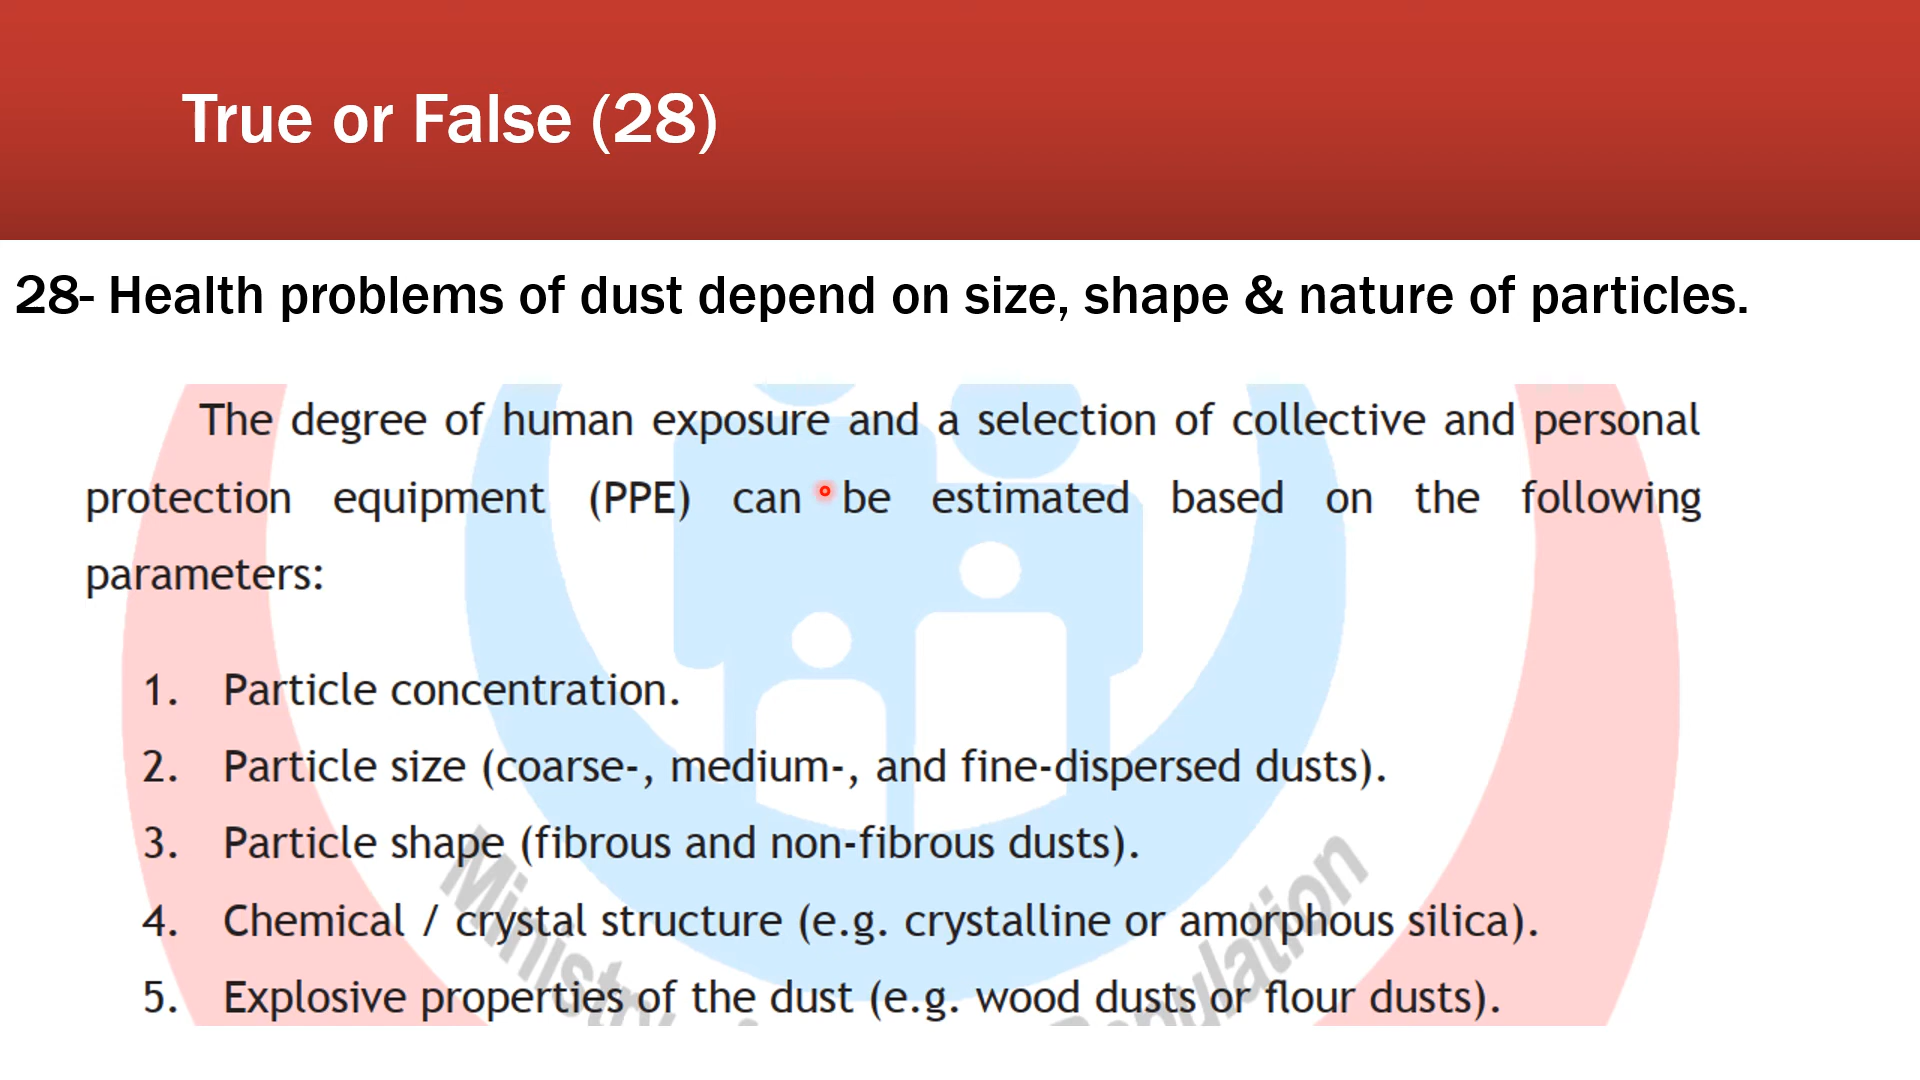 True or False (28)
28- Health problems of dust depend on size, shape & nature of particles.
The degree of human exposure and a selection of collective and personal
protection equipment (PPE) can be estimated based on the following
parameters:
1. Particle concentration.
2. Particle size (coarse-, medium-, and fine-dispersed dusts).
3. Particle shape (fibrous and non-fibrous dusts).
4. Chemical / crystal structure (e.g. crystalline or amorphous silica).
5. Explosive properties of the dust (e.g. wood dusts or flour dusts).
Ministry
Population